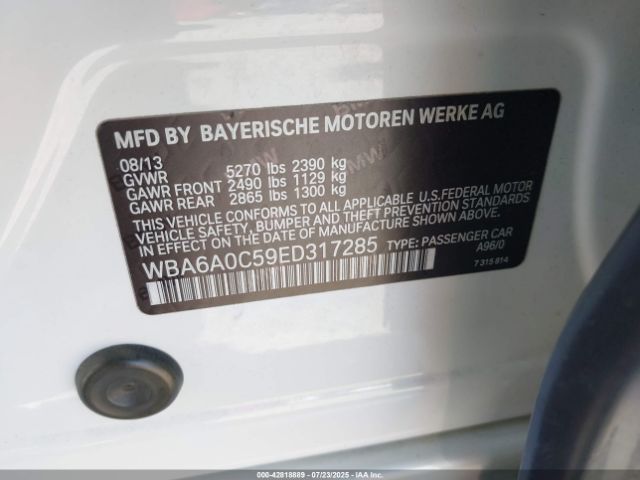 MFD BY BAYERISCHE MOTOREN WERKE AG
08/13
GVWR 5270 lbs 2390 kg
GAWR FRONT 2490 lbs 1129 kg
GAWR REAR 2865 lbs 1300 kg
THIS VEHICLE CONFORMS TO ALL APPLICABLE U.S.FEDERAL MOTOR
VEHICLE SAFETY, BUMPER AND THEFT PREVENTION STANDARDS
IN EFFECT ON THE DATE OF MANUFACTURE SHOWN ABOVE.
WBA6A0C59ED317285 TYPE: PASSENGER CAR
A96/0
7 315 814
000-42818889 07/23/2025 IAA Inc.